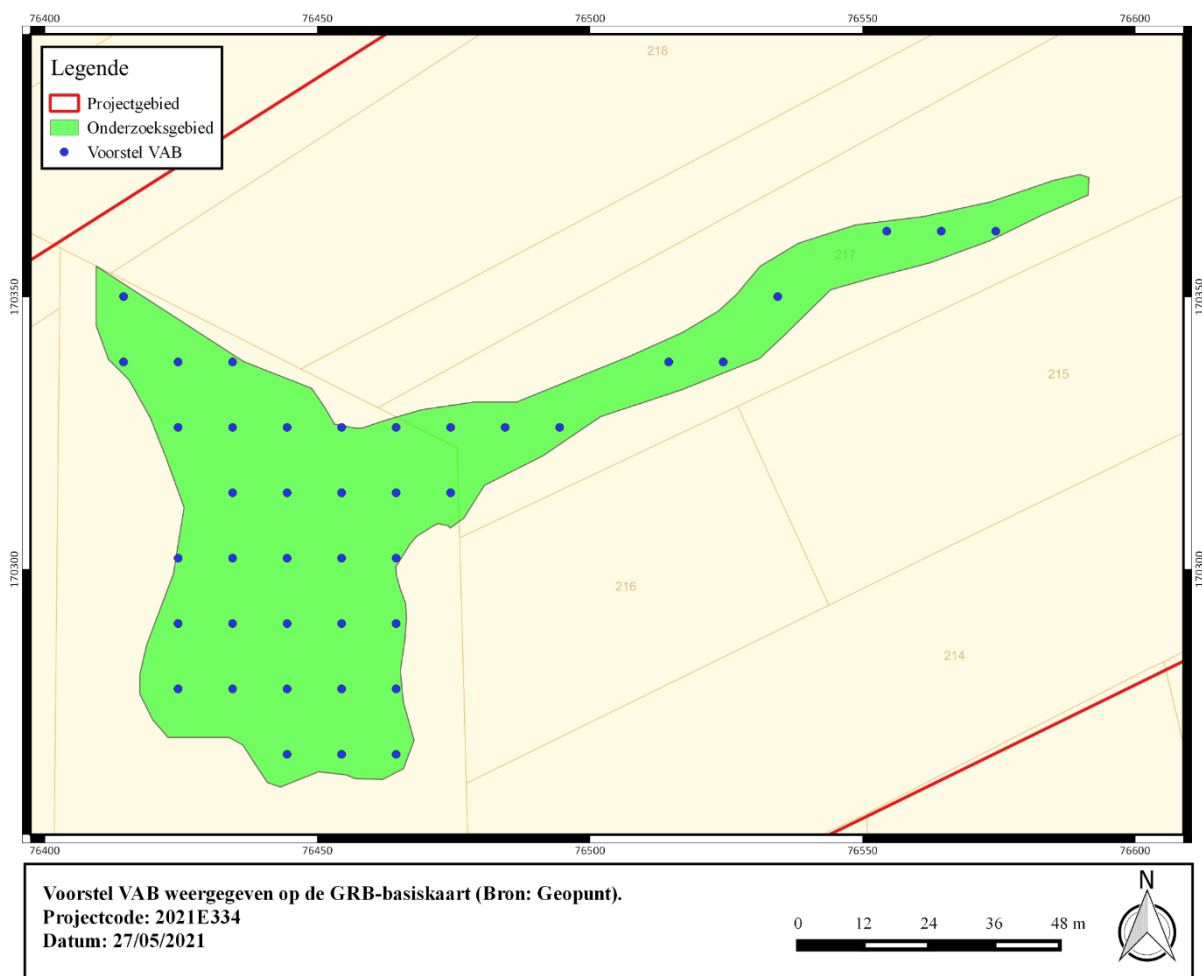 76400 76450 76500 76550 76600
Legende
Projectgebied
Onderzoeksgebied
Voorstel VAB
218
217
170350 170350
215
170300 170300
216
214
76400 76450 76500 76550 76600
Voorstel VAB weergegeven op de GRB-basiskaart (Bron: Geopunt).
Projectcode: 2021E334
Datum: 27/05/2021
0 12 24 36 48 m
N